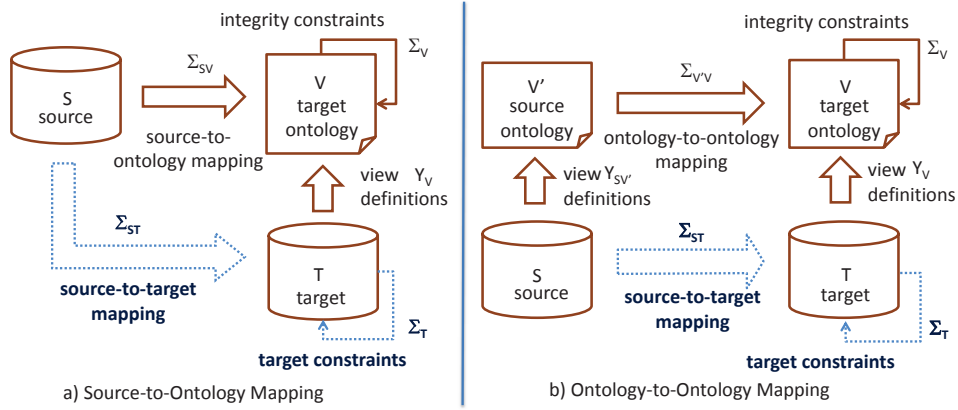 integrity constraints
Σ_V
S
source
Σ_SV
V
target
ontology
source-to-
ontology mapping
view Y_V
definitions
Σ_ST
T
target
source-to-target
mapping
Σ_T
target constraints
a) Source-to-Ontology Mapping
integrity constraints
Σ_V
V'
source
ontology
Σ_V'V
V
target
ontology
ontology-to-ontology
mapping
view Y_SV'
definitions
view Y_V
definitions
S
source
Σ_ST
T
target
source-to-target
mapping
Σ_T
target constraints
b) Ontology-to-Ontology Mapping